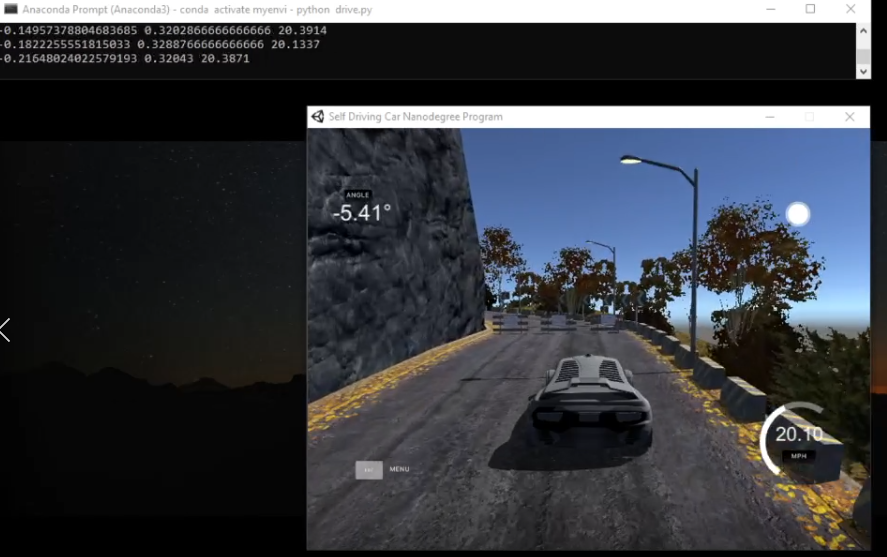 Anaconda Prompt (Anaconda3) - conda activate myenvi - python drive.py
-0.14957378804683685 0.3202866666666666 20.3914
-0.1822255551815033 0.3288766666666666 20.1337
-0.21648024022579193 0.32043 20.3871
Self Driving Car Nanodegree Program
ANGLE
-5.41°
20.10
MPH
MENU